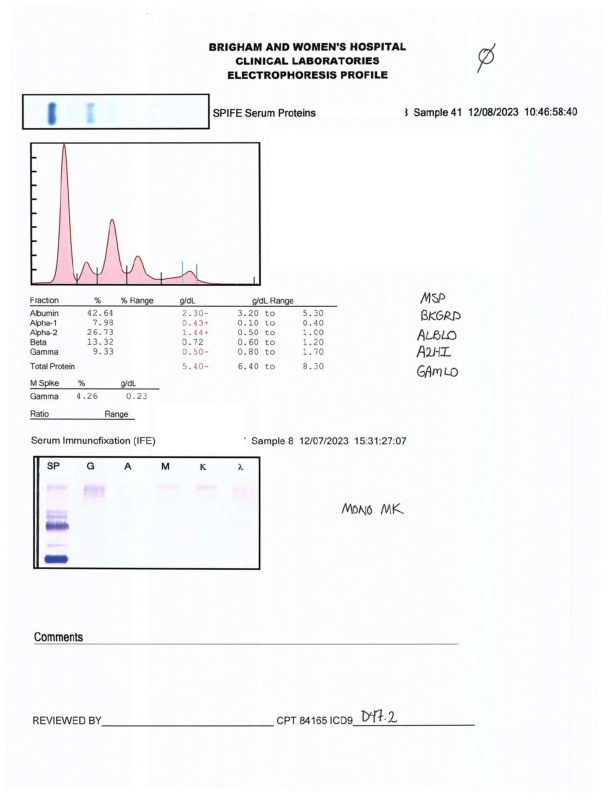 BRIGHAM AND WOMEN'S HOSPITAL
CLINICAL LABORATORIES
ELECTROPHORESIS PROFILE
Ø
SPIFE Serum Proteins Sample 41 12/08/2023 10:46:58:40
Fraction % % Range g/dL g/dL Range
Albumin 42.64 2.30- 3.20 to 5.30
Alpha-1 7.98 0.43+ 0.10 to 0.40
Alpha-2 26.73 1.44+ 0.50 to 1.00
Beta 13.32 0.72 0.60 to 1.20
Gamma 9.33 0.50- 0.80 to 1.70
Total Protein 5.40- 6.40 to 8.30
MSP
BKGRD
ALBLO
A2HI
GAMLO
M Spike % g/dL
Gamma 4.26 0.23
Ratio Range
Serum Immunofixation (IFE) Sample 8 12/07/2023 15:31:27:07
SP G A M K λ
MONO MK
Comments
REVIEWED BY CPT 84165 ICD9 D47.2